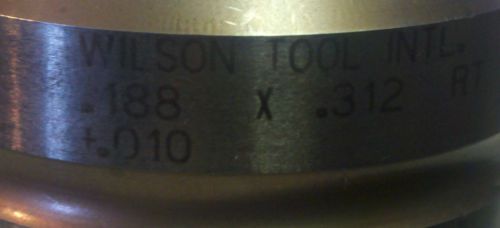 WILSON TOOL INTL.
.188 X .312 RT
+.010